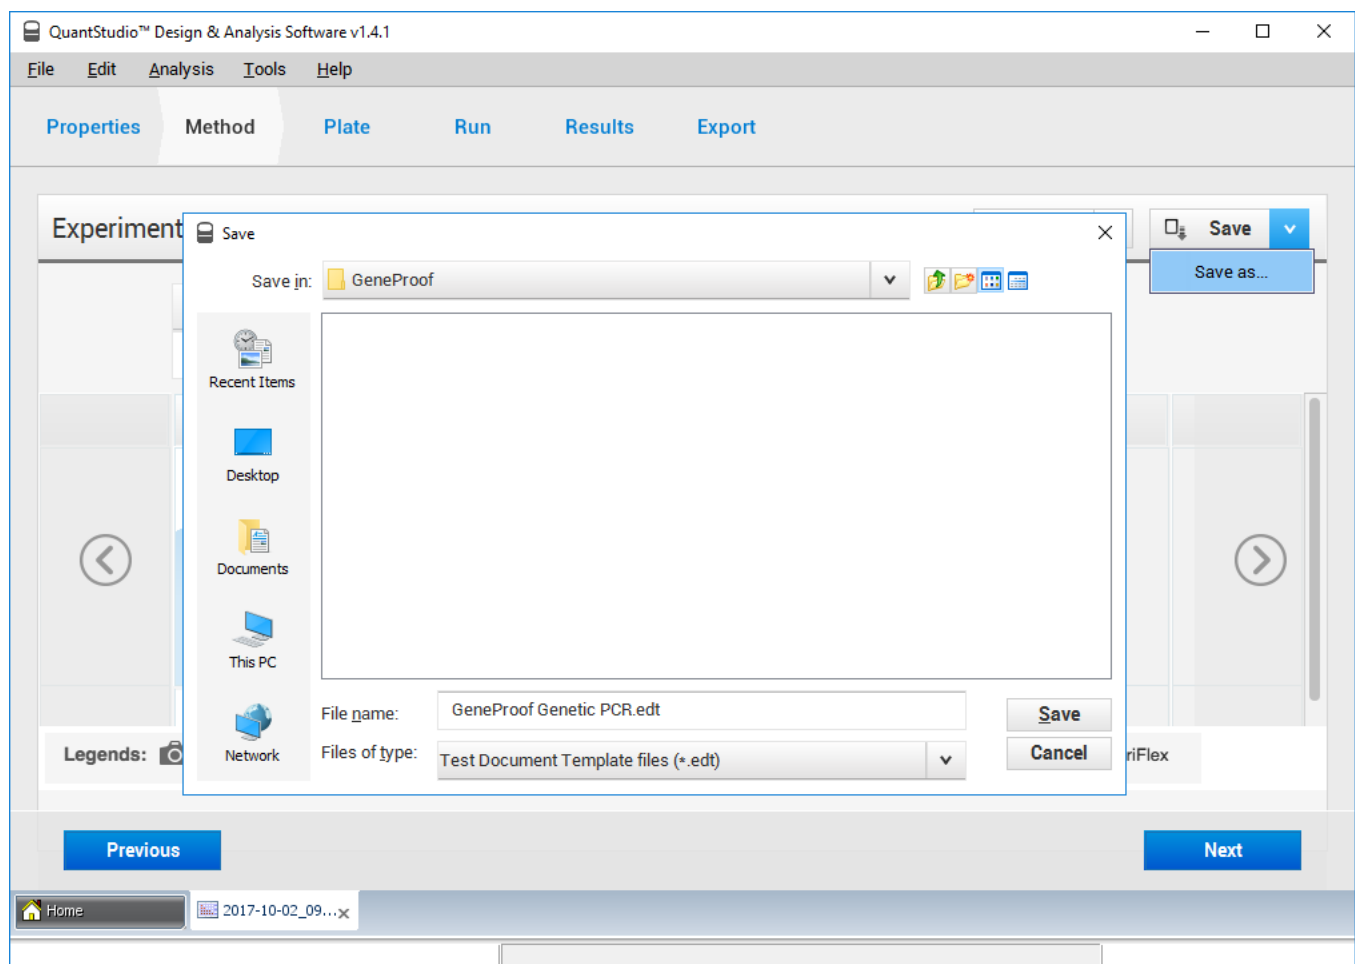 QuantStudio™ Design & Analysis Software v1.4.1
File Edit Analysis Tools Help
Properties Method Plate Run Results Export
Experiment
Save
Save as...
Save
Save in: GeneProof
Recent Items
Desktop
Documents
This PC
Network
File name: GeneProof Genetic PCR.edt
Save
Files of type: Test Document Template files (*.edt)
Cancel
Legends:
riFlex
Previous
Next
Home
2017-10-02_09...